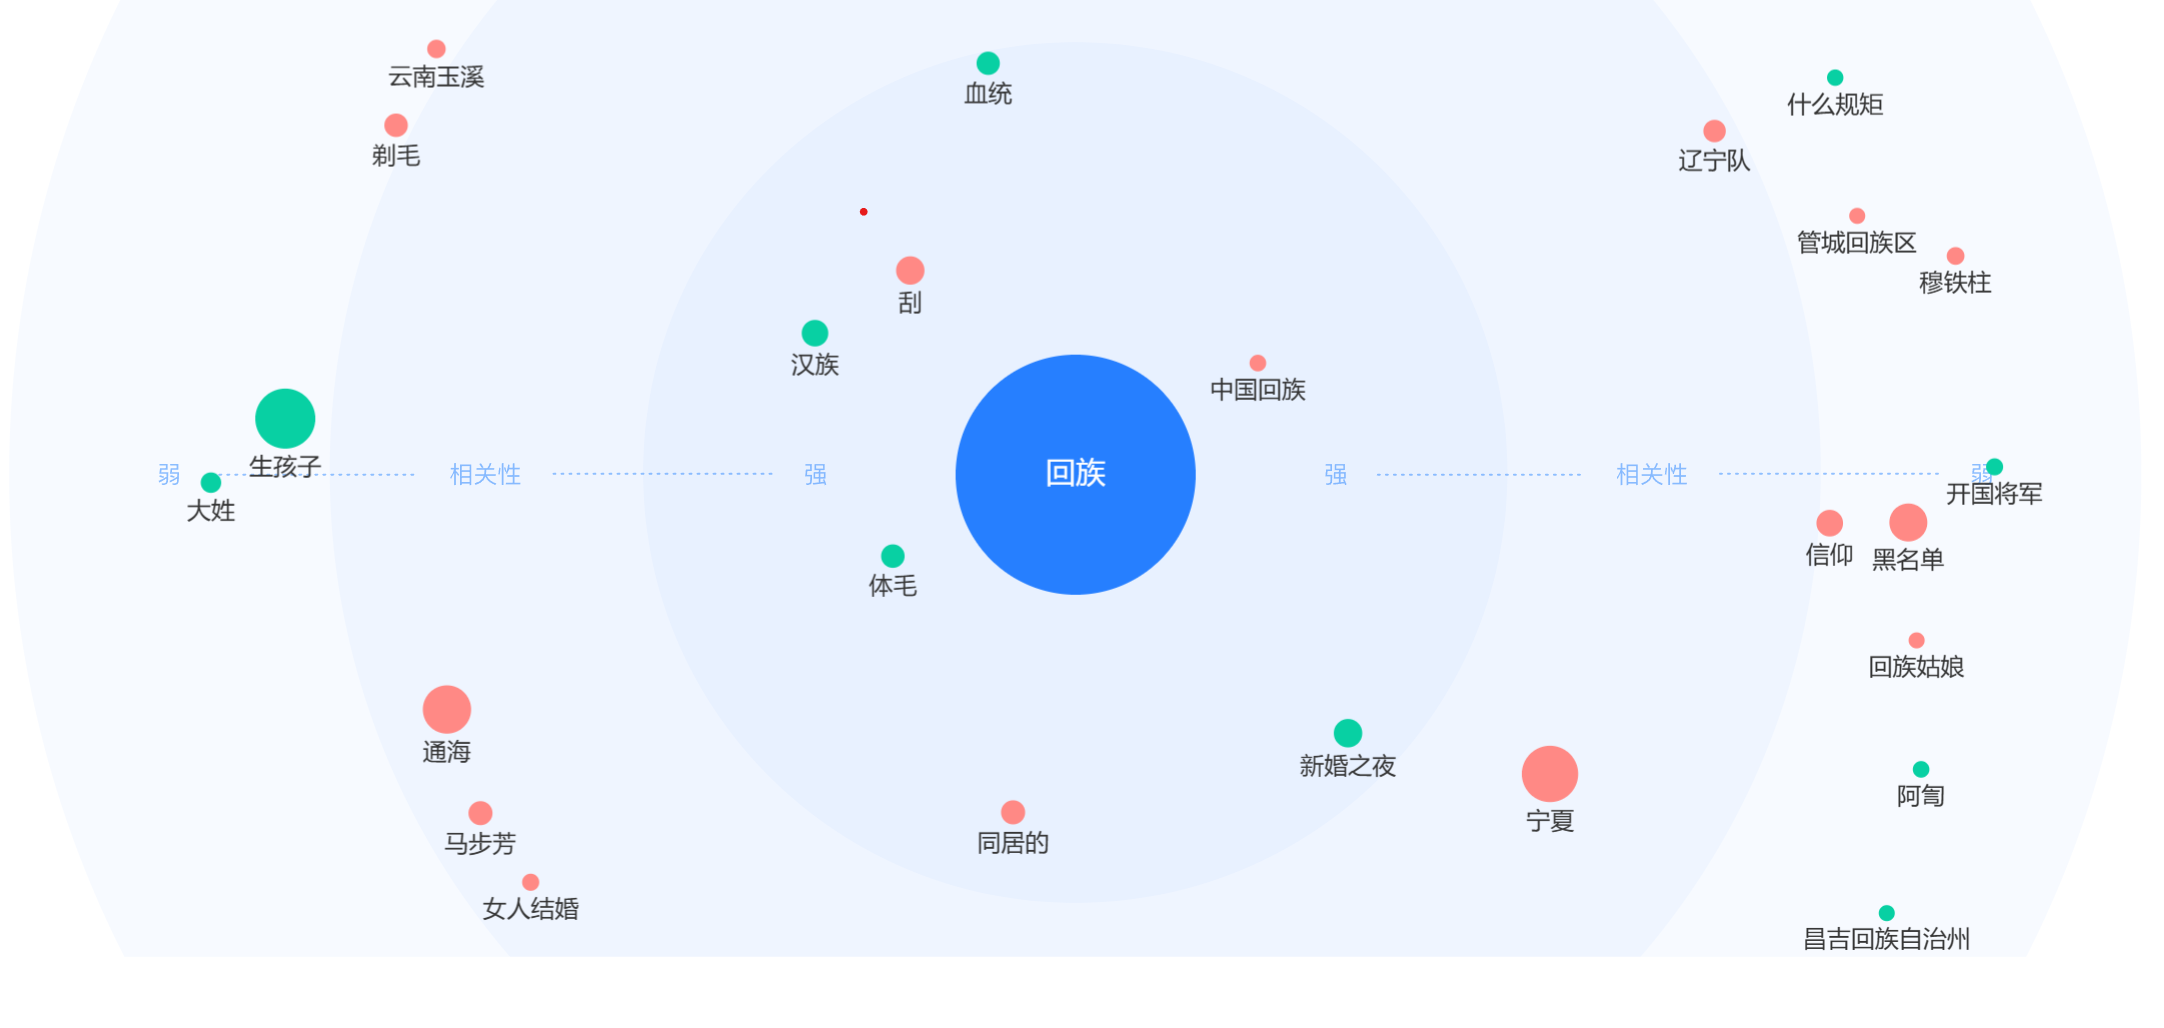 云南玉溪
血统
什么规矩
剃毛
辽宁队
管城回族区
穆铁柱
刮
汉族
中国回族
生孩子
弱
相关性
强
回族
强
相关性
弱
开国将军
大姓
信仰
黑名单
体毛
回族姑娘
通海
新婚之夜
阿訇
宁夏
马步芳
同居的
女人结婚
昌吉回族自治州